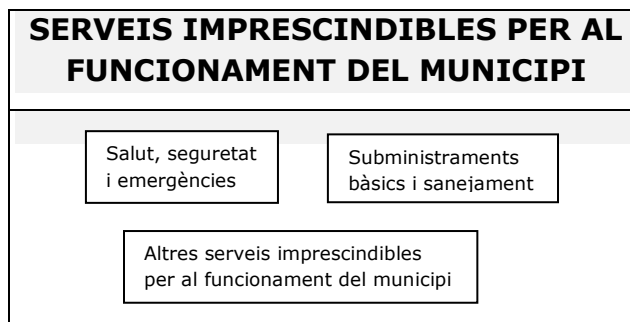 SERVEIS IMPRESCINDIBLES PER AL
FUNCIONAMENT DEL MUNICIPI
Salut, seguretat
i emergències
Subministraments
bàsics i sanejament
Altres serveis imprescindibles
per al funcionament del municipi